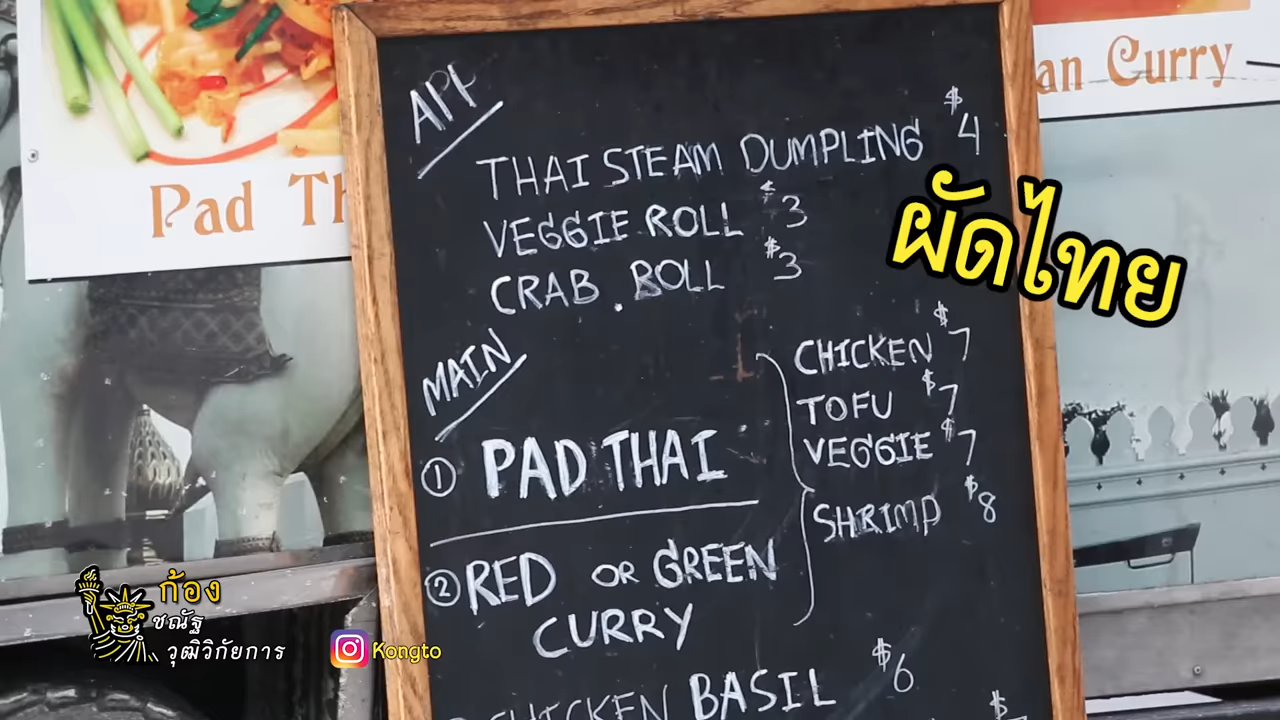 Pad Th
an Curry
APP
THAI STEAM DUMPLING $4
VEGGIE ROLL $3
CRAB ROLL $3
ผัดไทย
MAIN
① PAD THAI
CHICKEN $7
TOFU $7
VEGGIE $7
SHRIMP $8
② RED OR GREEN
CURRY
CHICKEN BASIL $6
$
ก้อง
ชณัฐ
วุฒิวิกัยการ
Kongto